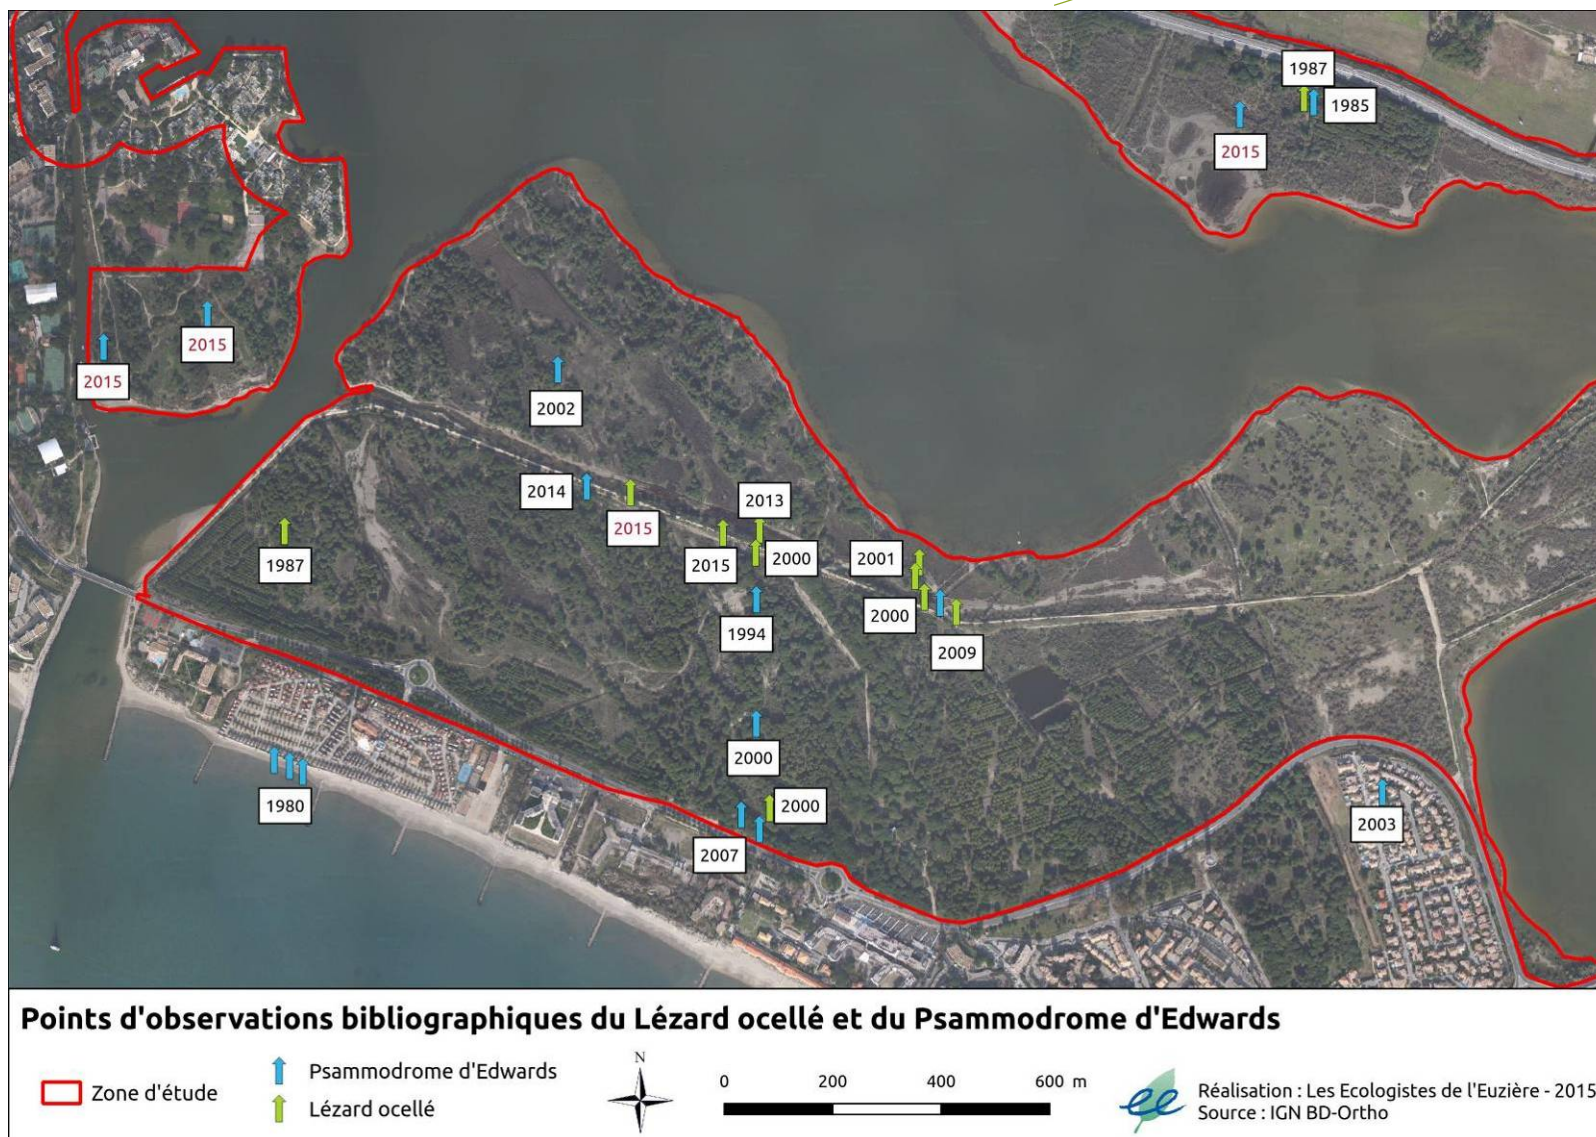 1987
1985
2015
2015
2015
2002
2014
2015
2013
2015
2000
2001
1987
1994
2000
2009
2000
1980
2000
2007
2003
Points d'observations bibliographiques du Lézard ocellé et du Psammodrome d'Edwards
Zone d'étude
Psammodrome d'Edwards
Lézard ocellé
N
0 200 400 600 m
ee
Réalisation : Les Ecologistes de l'Euzière - 2015
Source : IGN BD-Ortho